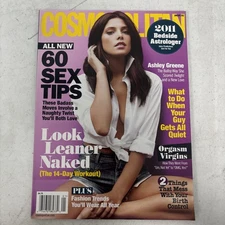 COSMOPOLITAN
2011
Bedside
Astrologer
ALL NEW
60
SEX
TIPS
These Badass
Moves Involve a
Naughty Twist
You'll Both Love
Ashley Greene
What to
Do When
Your Guy
Gets All
Quiet
Look
Leaner
Naked
(The 14-Day Workout)
Orgasm
Virgins
PLUS
Fashion Trends
You'll Wear All Year
2 Things
That Mess
With Your Birth
Control